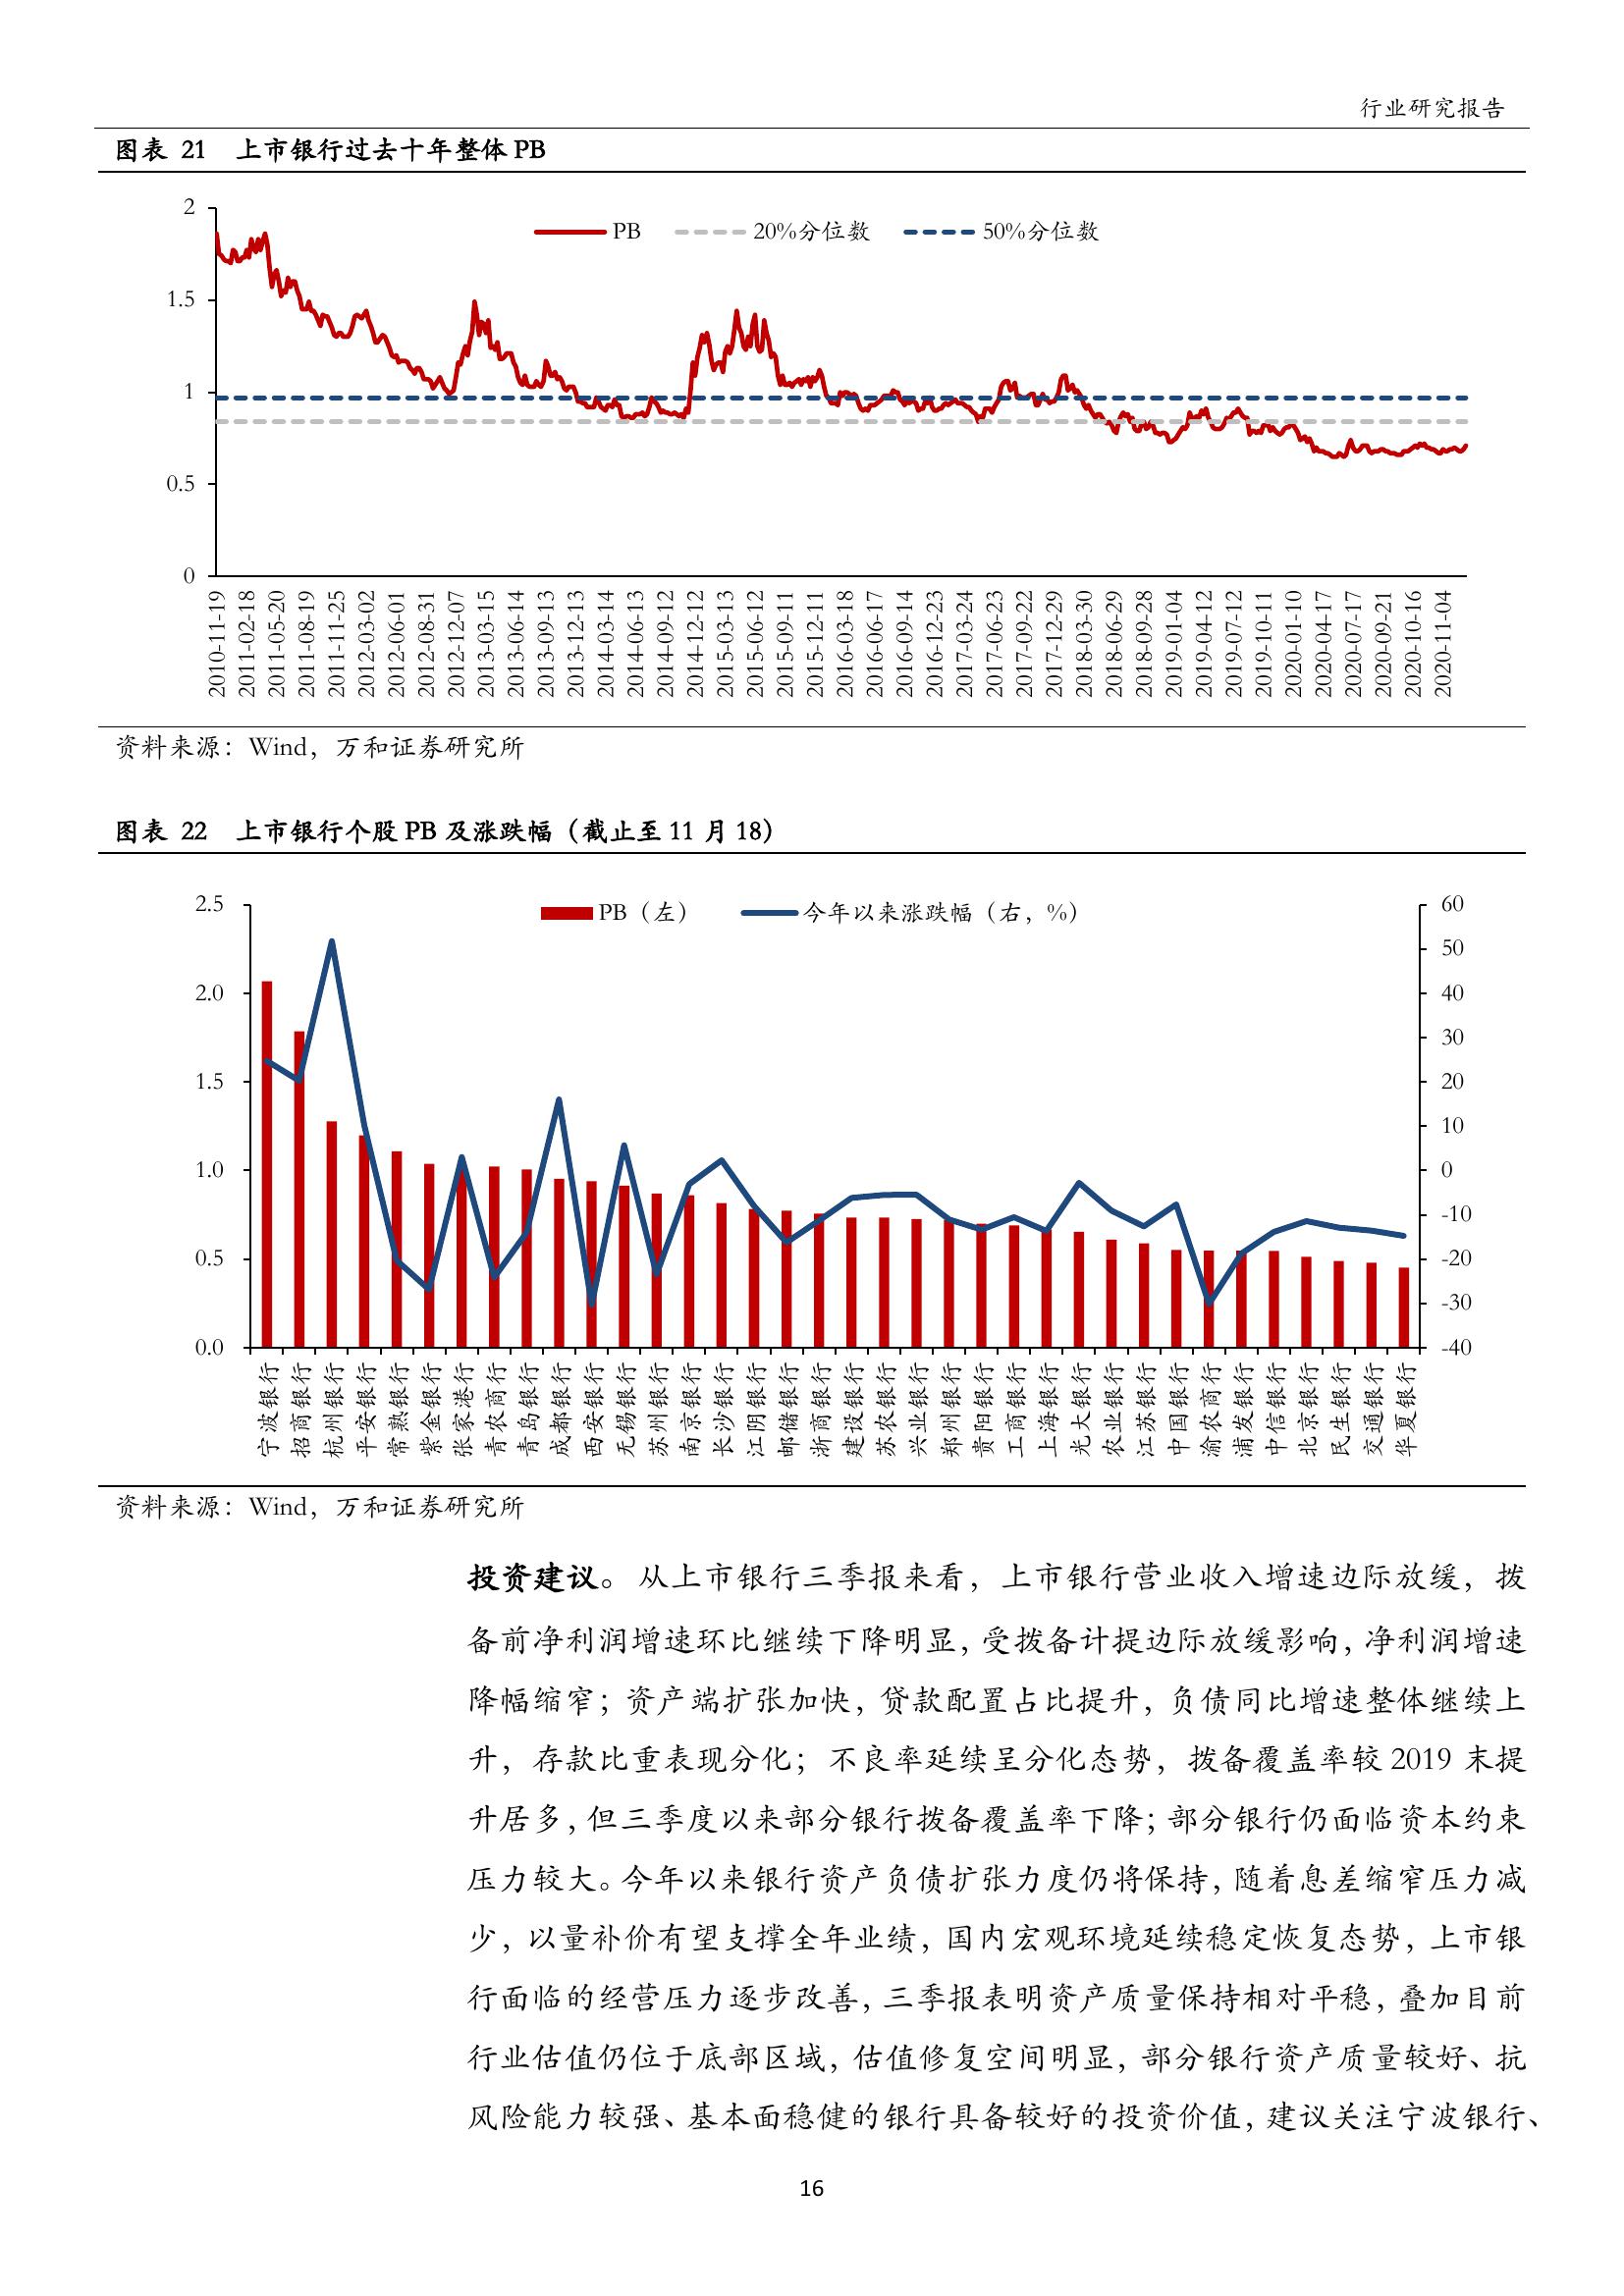 行业研究报告
图表 21 上市银行过去十年整体 PB
2
1.5
1
0.5
0
PB
20%分位数
50%分位数
2010-11-19
2011-02-18
2011-05-20
2011-08-19
2011-11-25
2012-03-02
2012-06-01
2012-08-31
2012-12-07
2013-03-15
2013-06-14
2013-09-13
2013-12-13
2014-03-14
2014-06-13
2014-09-12
2014-12-12
2015-03-13
2015-06-12
2015-09-11
2015-12-11
2016-03-18
2016-06-17
2016-09-14
2016-12-23
2017-03-24
2017-06-23
2017-09-22
2017-12-29
2018-03-30
2018-06-29
2018-09-28
2019-01-04
2019-04-12
2019-07-12
2019-10-11
2020-01-10
2020-04-17
2020-07-17
2020-09-21
2020-10-16
2020-11-04
资料来源：Wind，万和证券研究所
图表 22 上市银行个股 PB 及涨跌幅（截止至 11 月 18）
2.5
2.0
1.5
1.0
0.5
0.0
PB（左）
今年以来涨跌幅（右，%）
60
50
40
30
20
10
0
-10
-20
-30
-40
宁波银行
招商银行
杭州银行
平安银行
常熟银行
紫金银行
张家港行
青农商行
青岛银行
成都银行
西安银行
无锡银行
苏州银行
南京银行
长沙银行
江阴银行
邮储银行
浙商银行
建设银行
苏农银行
兴业银行
郑州银行
贵阳银行
工商银行
上海银行
光大银行
农业银行
江苏银行
中国银行
渝农商行
浦发银行
中信银行
北京银行
民生银行
交通银行
华夏银行
资料来源：Wind，万和证券研究所
投资建议。 从上市银行三季报来看，上市银行营业收入增速边际放缓，拨
备前净利润增速环比继续下降明显，受拨备计提边际放缓影响，净利润增速
降幅缩窄；资产端扩张加快，贷款配置占比提升，负债同比增速整体继续上
升，存款比重表现分化；不良率延续呈分化态势，拨备覆盖率较 2019 末提
升居多，但三季度以来部分银行拨备覆盖率下降；部分银行仍面临资本约束
压力较大。今年以来银行资产负债扩张力度仍将保持，随着息差缩窄压力减
少，以量补价有望支撑全年业绩，国内宏观环境延续稳定恢复态势，上市银
行面临的经营压力逐步改善，三季报表明资产质量保持相对平稳，叠加目前
行业估值仍位于底部区域，估值修复空间明显，部分银行资产质量较好、抗
风险能力较强、基本面稳健的银行具备较好的投资价值，建议关注宁波银行、
16